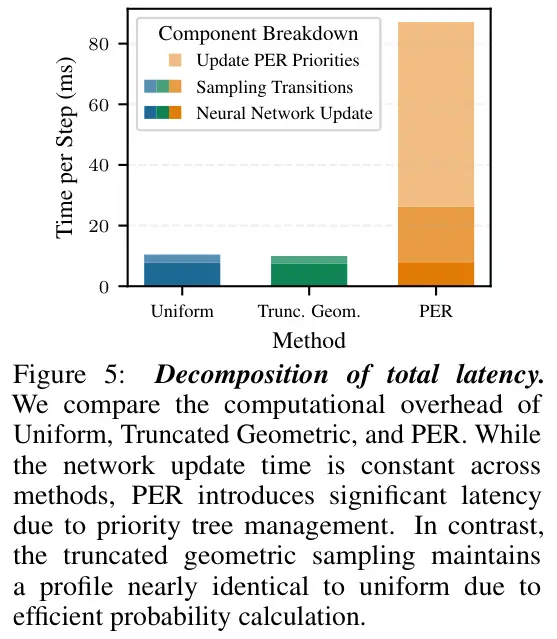 Component Breakdown
Update PER Priorities
Sampling Transitions
Neural Network Update
Time per Step (ms)
80
60
40
20
0
Uniform
Trunc. Geom.
PER
Method
Figure 5: Decomposition of total latency.
We compare the computational overhead of
Uniform, Truncated Geometric, and PER. While
the network update time is constant across
methods, PER introduces significant latency
due to priority tree management. In contrast,
the truncated geometric sampling maintains
a profile nearly identical to uniform due to
efficient probability calculation.